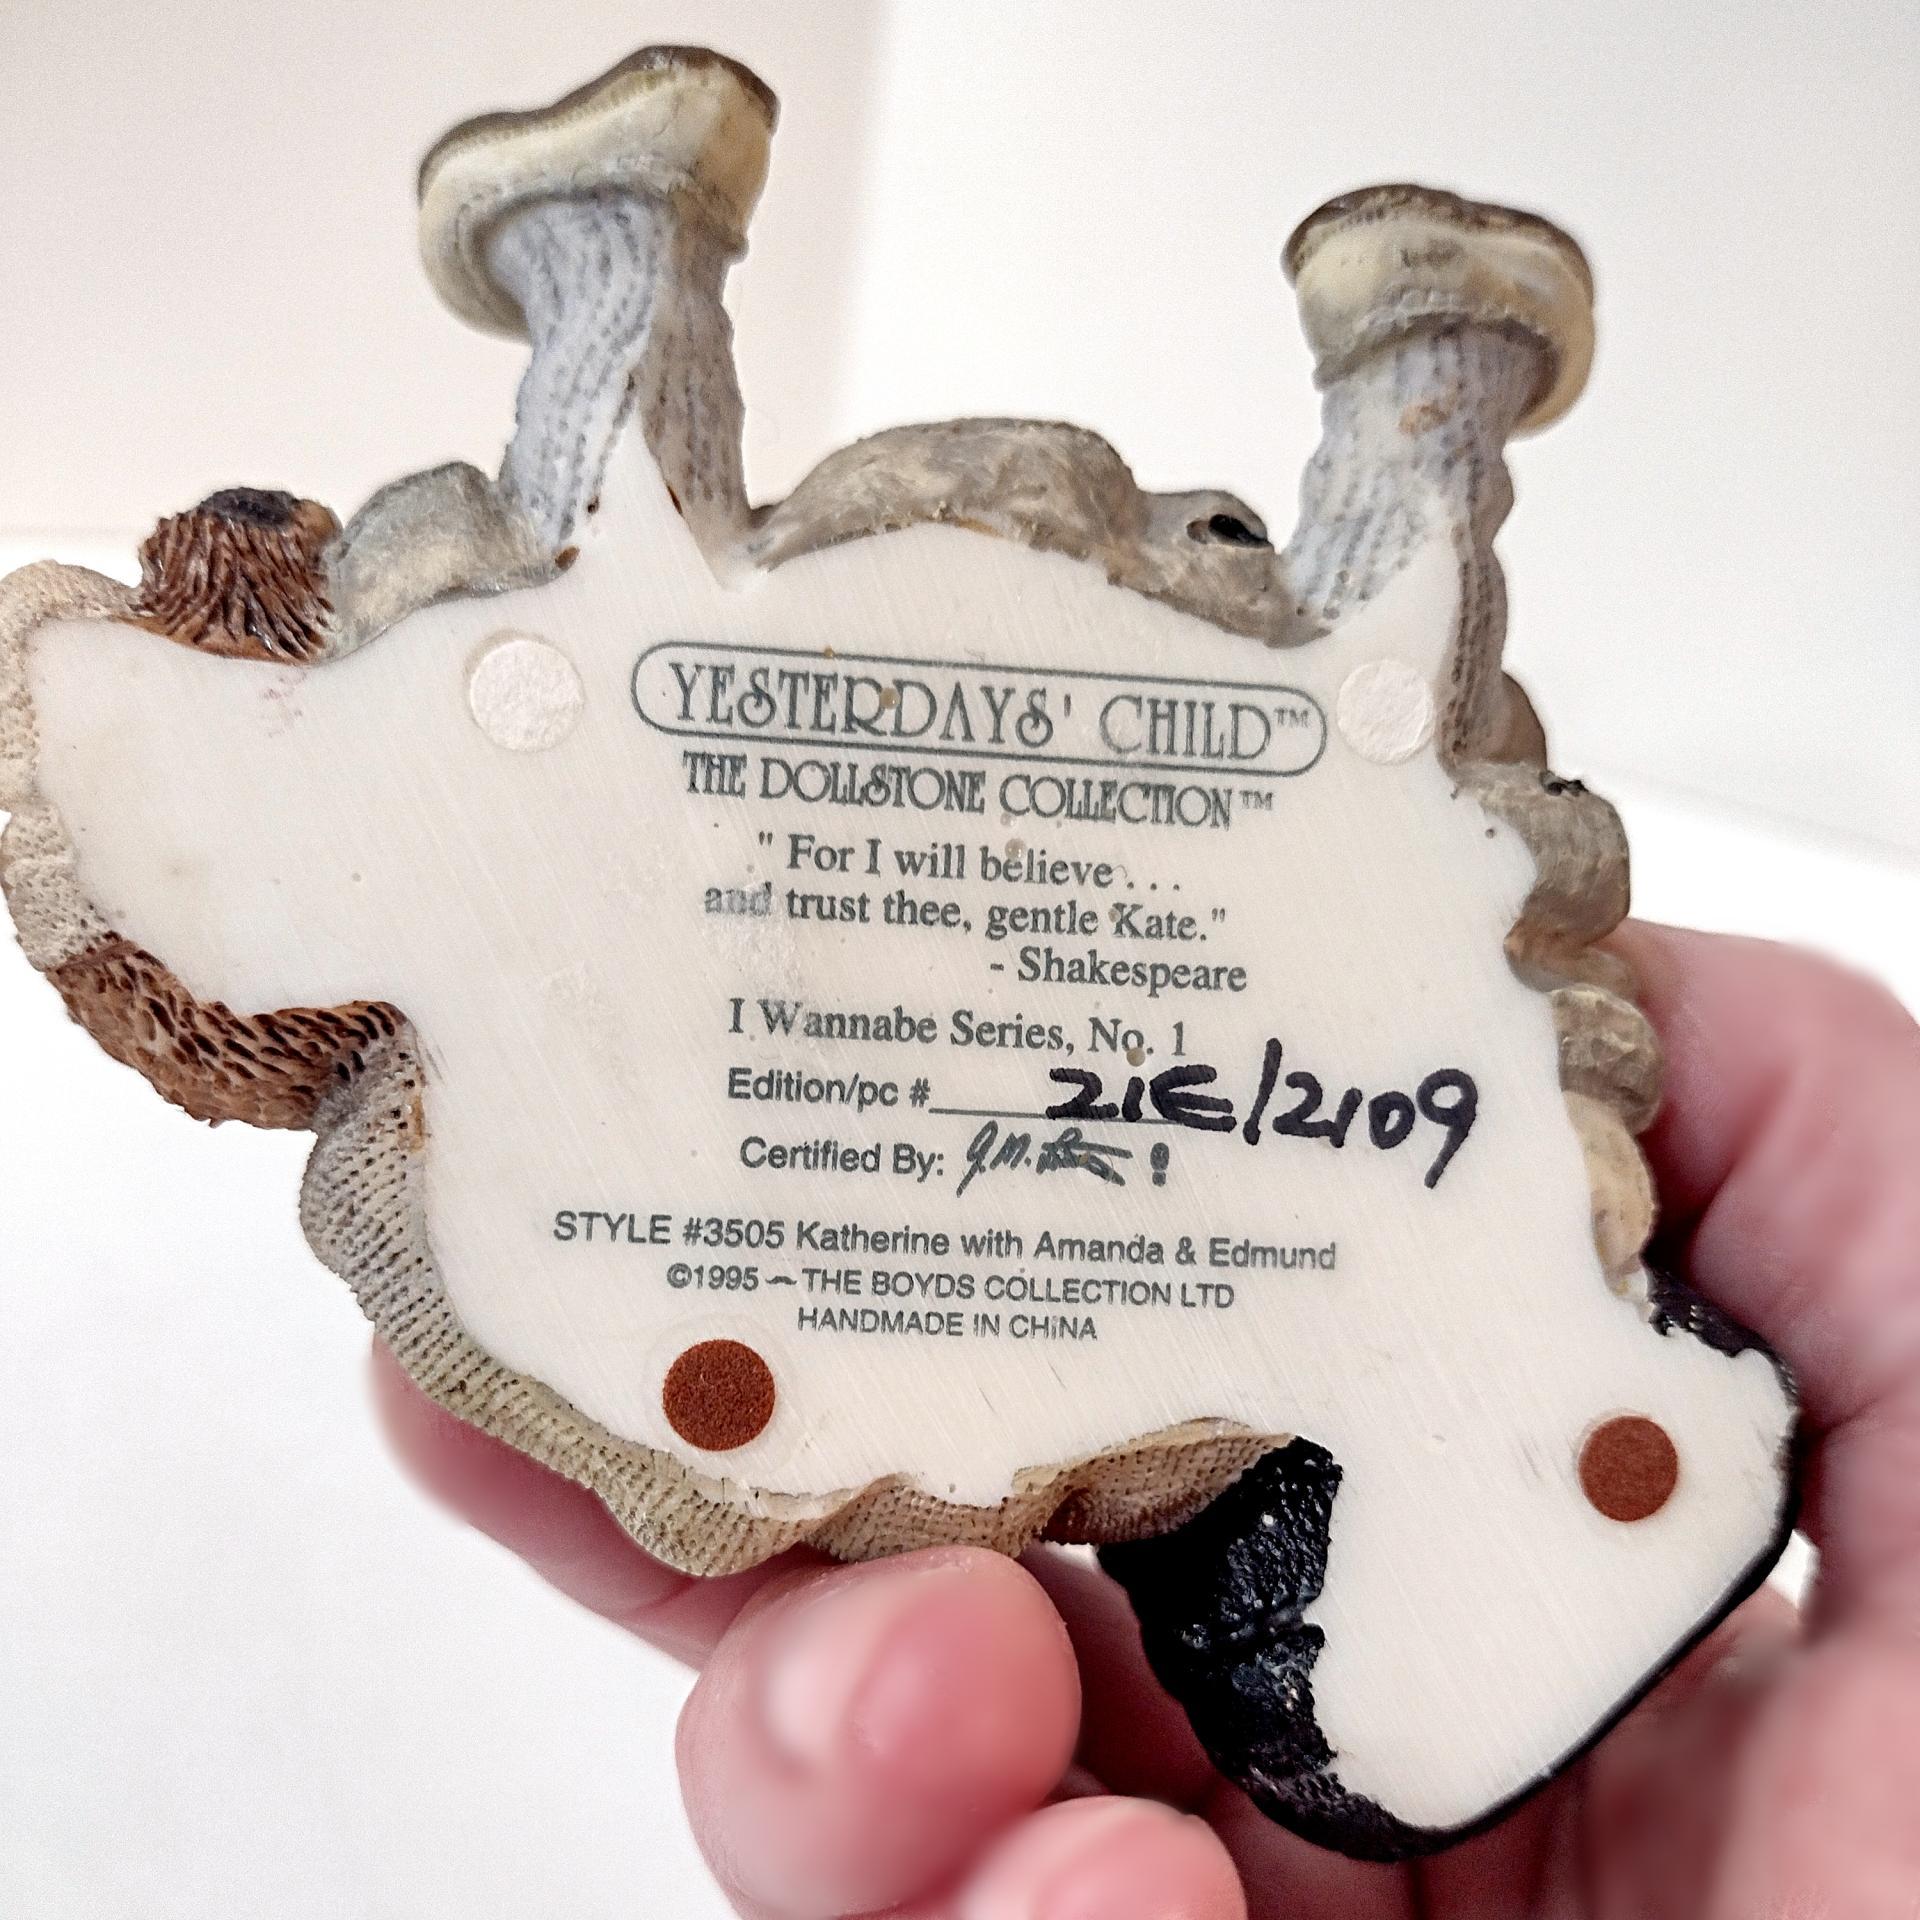 YESTERDAYS' CHILD™
THE DOLLSTONE COLLECTION™
" For I will believe . . .
and trust thee, gentle Kate."
- Shakespeare
I Wannabe Series, No. 1
Edition/pc # 21E/2109
Certified By: J.M.
STYLE #3505 Katherine with Amanda & Edmund
©1995 — THE BOYDS COLLECTION LTD
HANDMADE IN CHINA